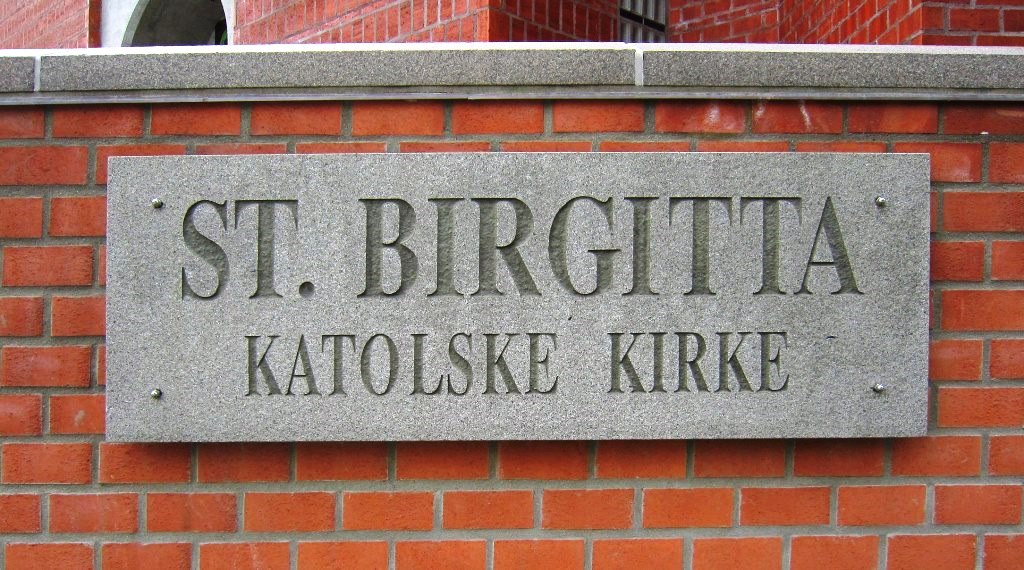 ST. BIRGITTA
KATOLSKE KIRKE